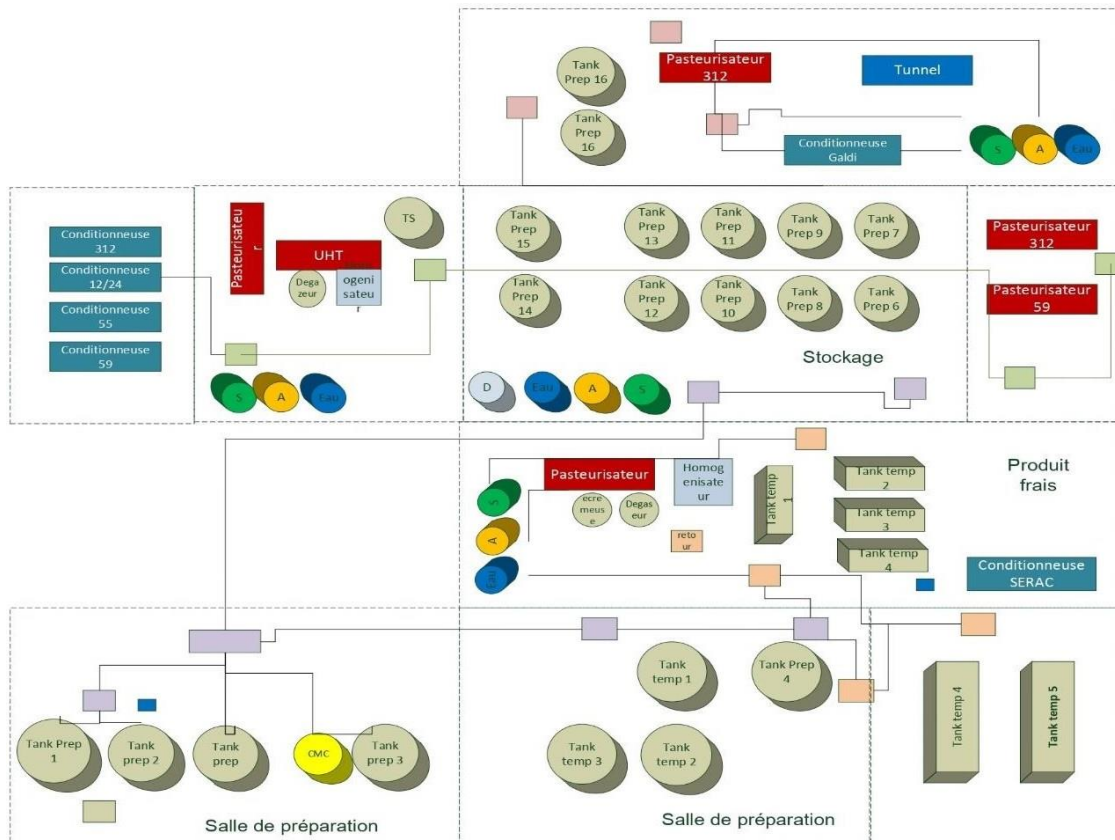 Tank
Prep 16
Pasteurisateur
312
Tunnel
Tank
Prep
16
Conditionneuse
Galdi
S
A
Eau
Conditionneuse
312
Conditionneuse
12/24
Conditionneuse
55
Conditionneuse
59
Pasteurisateu
r
UHT
TS
Dega
zeur
ogenisateu
r
Tank
Prep
15
Tank
Prep
13
Tank
Prep
11
Tank
Prep 9
Tank
Prep 7
Tank
Prep
14
Tank
Prep
12
Tank
Prep
10
Tank
Prep 8
Tank
Prep 6
Pasteurisateur
312
Pasteurisateur
59
Stockage
S
A
Eau
D
Eau
A
S
Pasteurisateur
Homog
enisate
ur
ecre
meus
e
Degas
eur
S
A
Eau
reto
ur
Tank temp
1
Tank temp
2
Tank temp
3
Tank temp
4
Produit
frais
Conditionneuse
SERAC
Tank Prep
1
Tank
prep 2
Tank
prep
CMC
Tank
prep 3
Salle de préparation
Tank
temp 1
Tank Prep
4
Tank
temp 3
Tank
temp 2
Salle de préparation
Tank temp 4
Tank temp 5